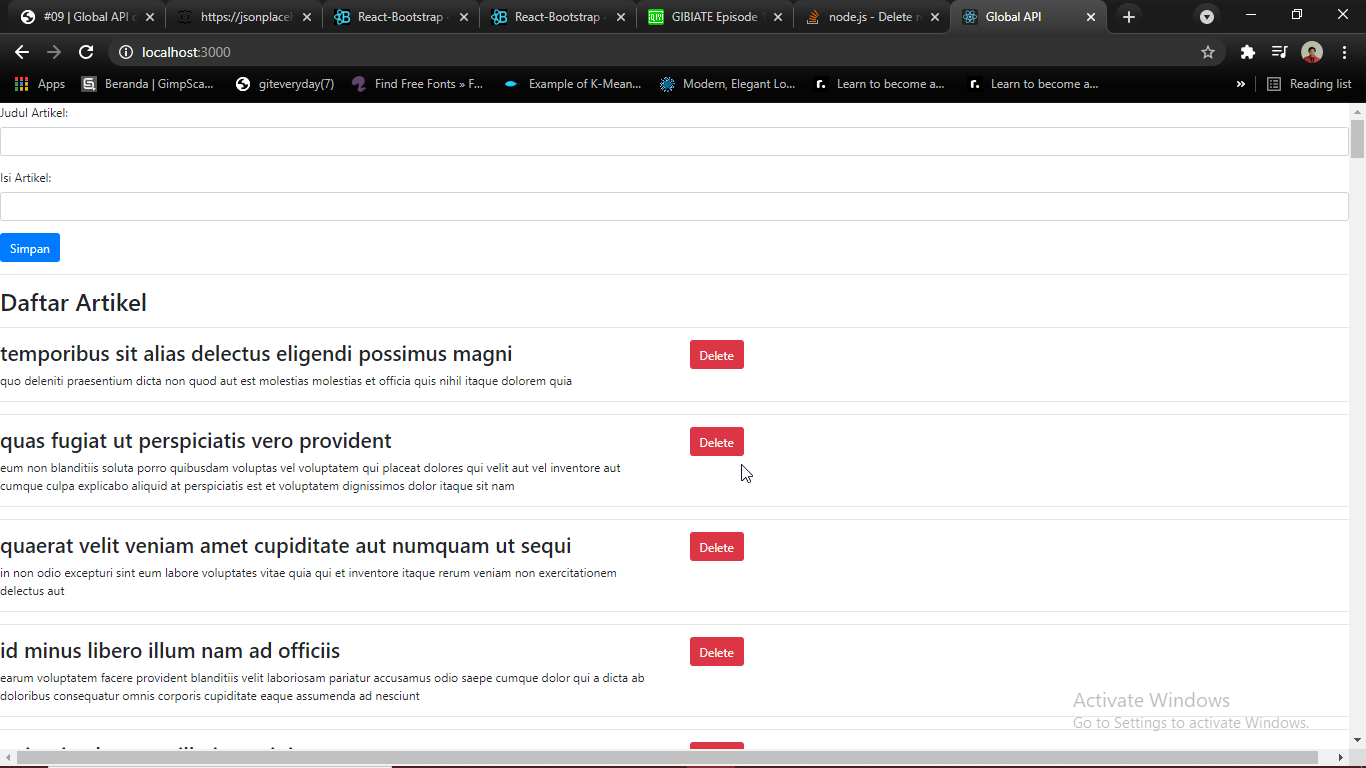 #09 | Global API c
https://jsonplaceh
React-Bootstrap ·
React-Bootstrap ·
GIBIATE Episode 1
node.js - Delete r
Global API
localhost:3000
Apps
Beranda | GimpSca...
giteveryday(7)
Find Free Fonts » F...
Example of K-Mean...
Modern, Elegant Lo...
Learn to become a...
Learn to become a...
»
Reading list
Judul Artikel:
Isi Artikel:
Simpan
Daftar Artikel
temporibus sit alias delectus eligendi possimus magni
Delete
quo deleniti praesentium dicta non quod aut est molestias molestias et officia quis nihil itaque dolorem quia
quas fugiat ut perspiciatis vero provident
Delete
eum non blanditiis soluta porro quibusdam voluptas vel voluptatem qui placeat dolores qui velit aut vel inventore aut
cumque culpa explicabo aliquid at perspiciatis est et voluptatem dignissimos dolor itaque sit nam
quaerat velit veniam amet cupiditate aut numquam ut sequi
Delete
in non odio excepturi sint eum labore voluptates vitae quia qui et inventore itaque rerum veniam non exercitationem
delectus aut
id minus libero illum nam ad officiis
Delete
earum voluptatem facere provident blanditiis velit laboriosam pariatur accusamus odio saepe cumque dolor qui a dicta ab
doloribus consequatur omnis corporis cupiditate eaque assumenda ad nesciunt
Activate Windows
Go to Settings to activate Windows.